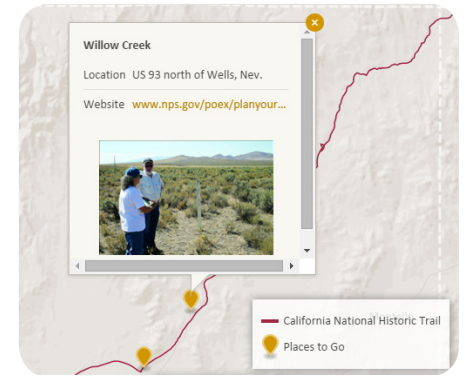 Willow Creek
Location US 93 north of Wells, Nev.
Website www.nps.gov/poex/planyour...
California National Historic Trail
Places to Go